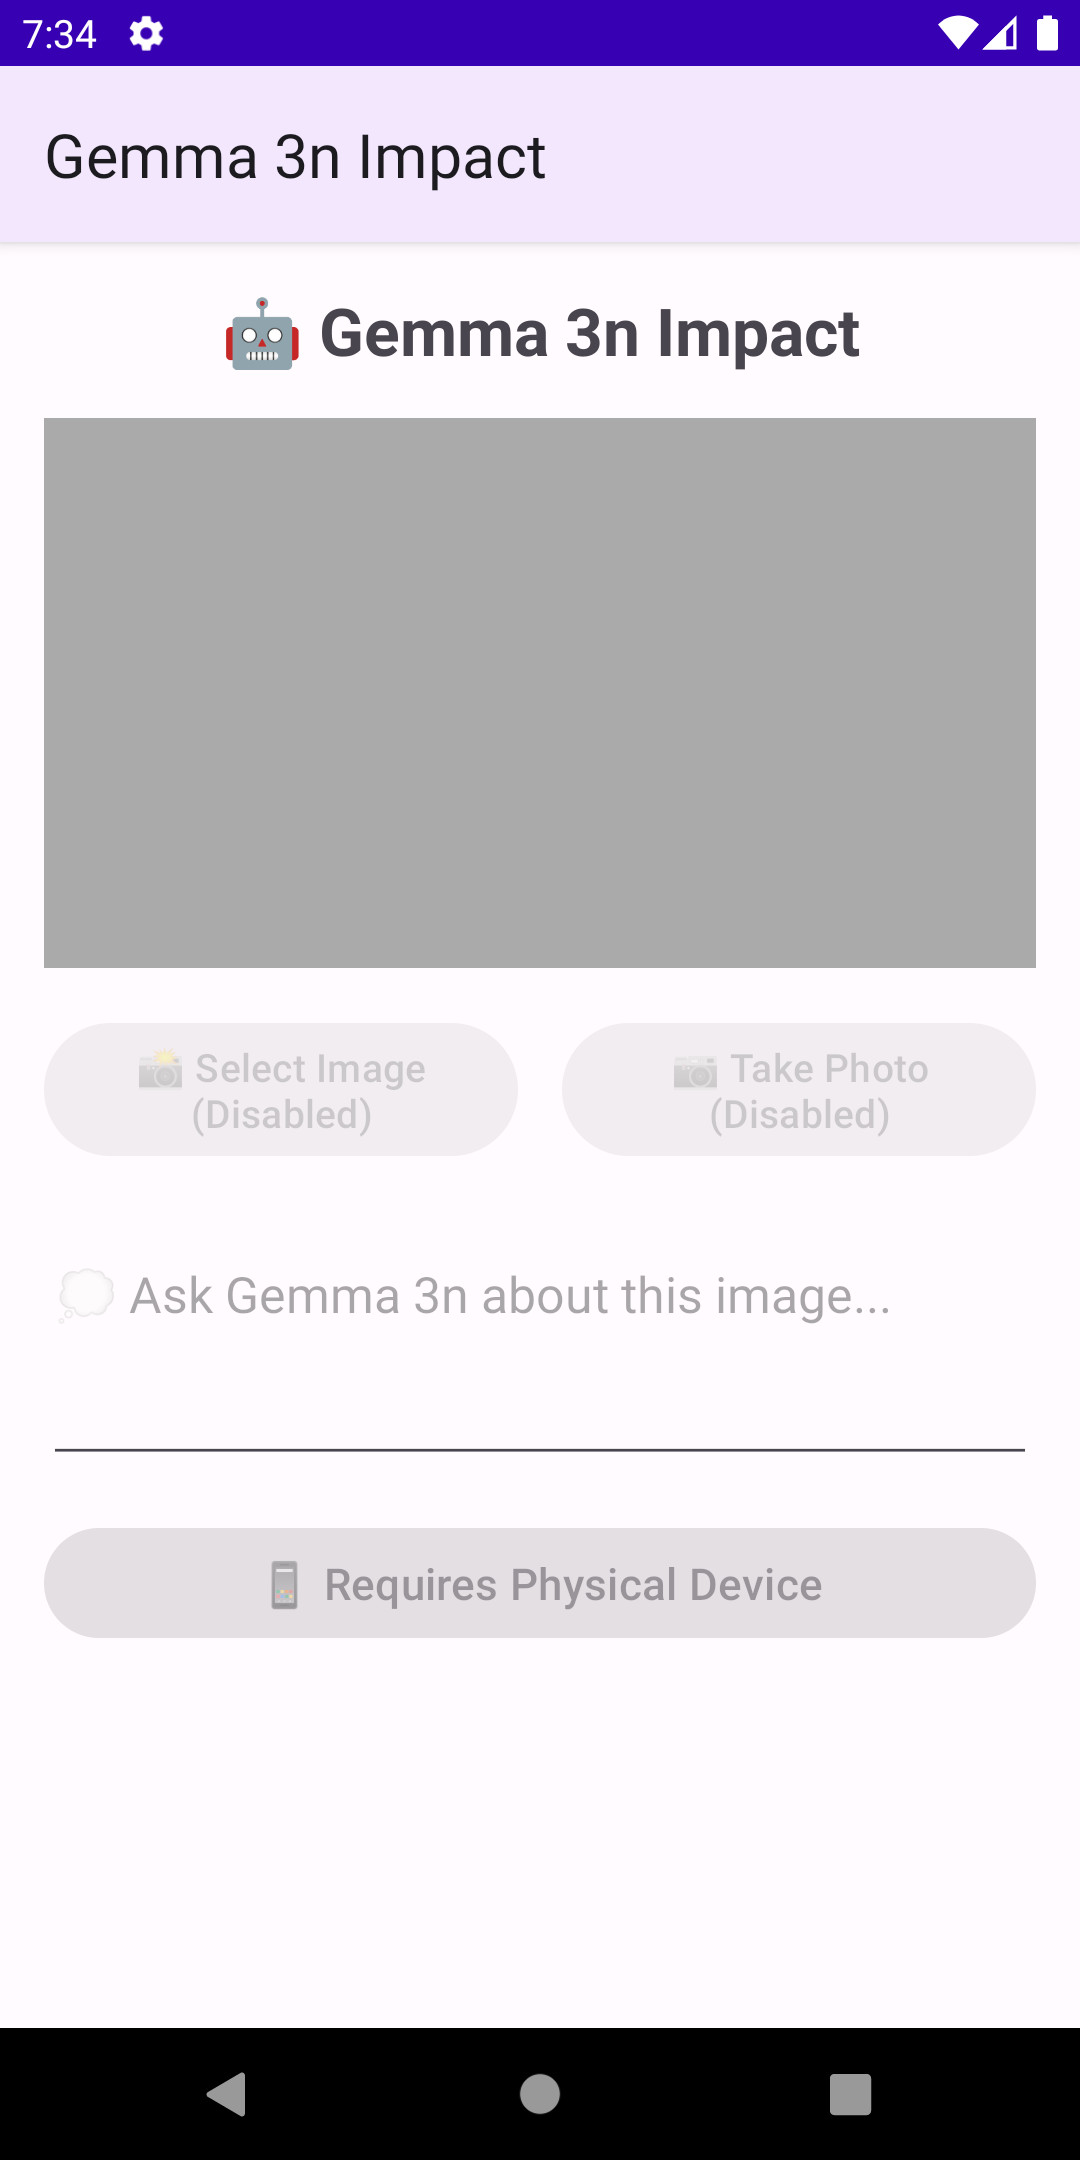 7:34
Gemma 3n Impact
🤖 Gemma 3n Impact
📸 Select Image
(Disabled)
📷 Take Photo
(Disabled)
💭 Ask Gemma 3n about this image...
📱 Requires Physical Device